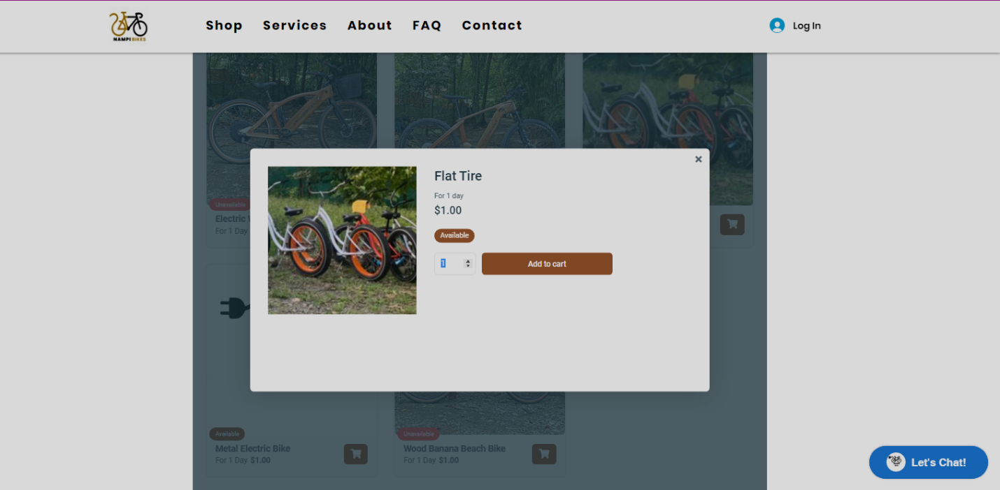 Shop Services About FAQ Contact
Log In
NAMPI BIKES
Unavailable
Electric
For 1 Day
Flat Tire
For 1 day
$1.00
Available
1
Add to cart
Available
Metal Electric Bike
For 1 Day $1.00
Unavailable
Wood Banana Beach Bike
For 1 Day $1.00
Let's Chat!